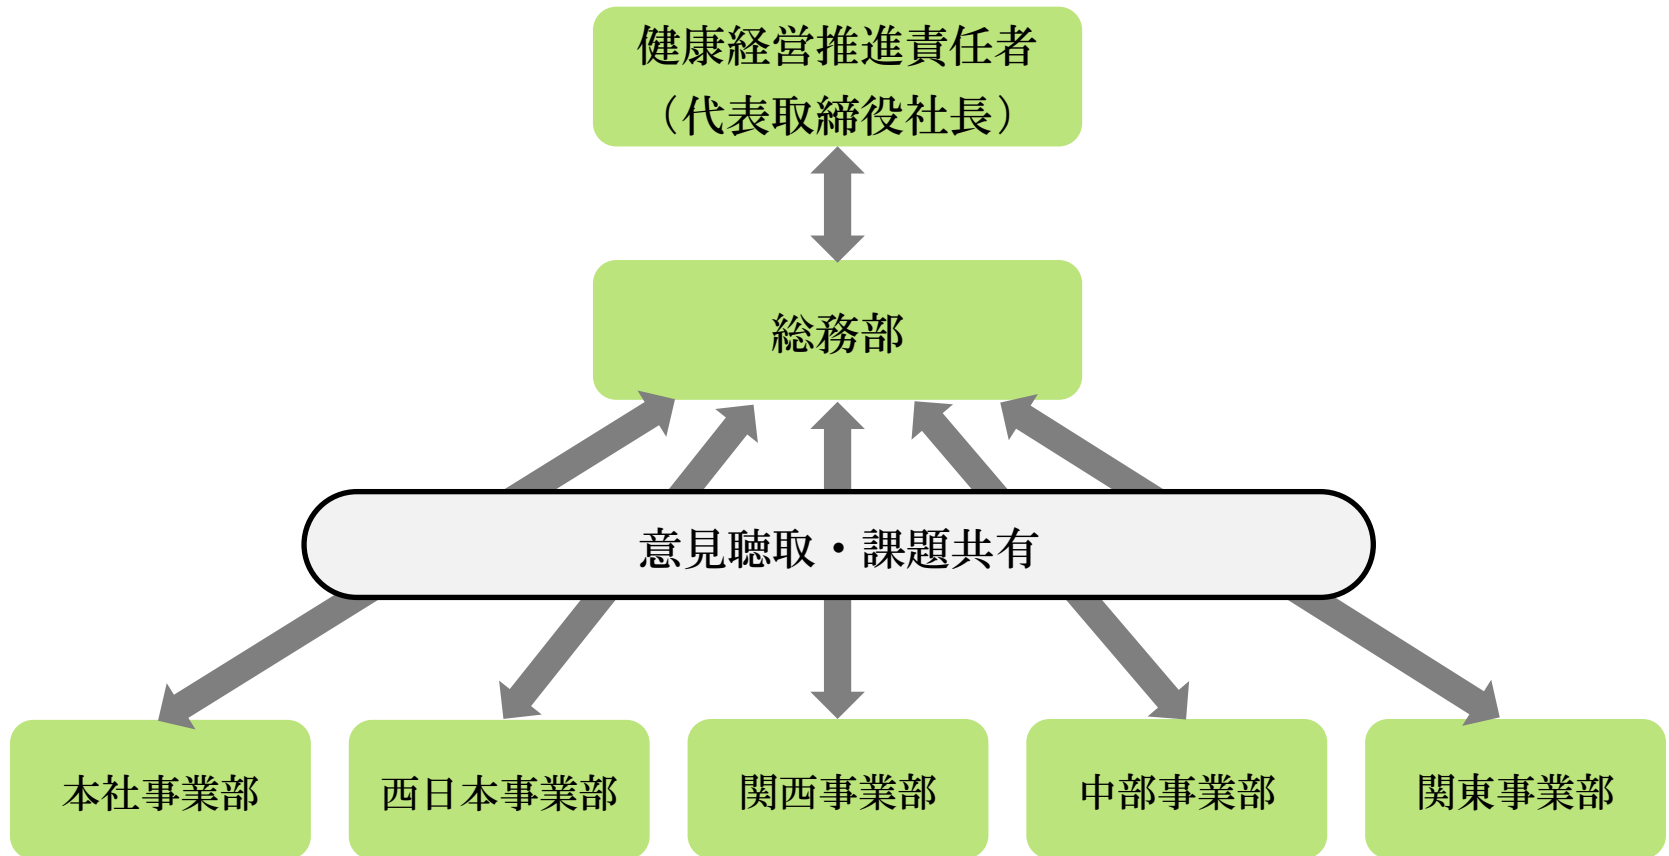 健康経営推進責任者
（代表取締役社長）
総務部
意見聴取・課題共有
本社事業部
西日本事業部
関西事業部
中部事業部
関東事業部